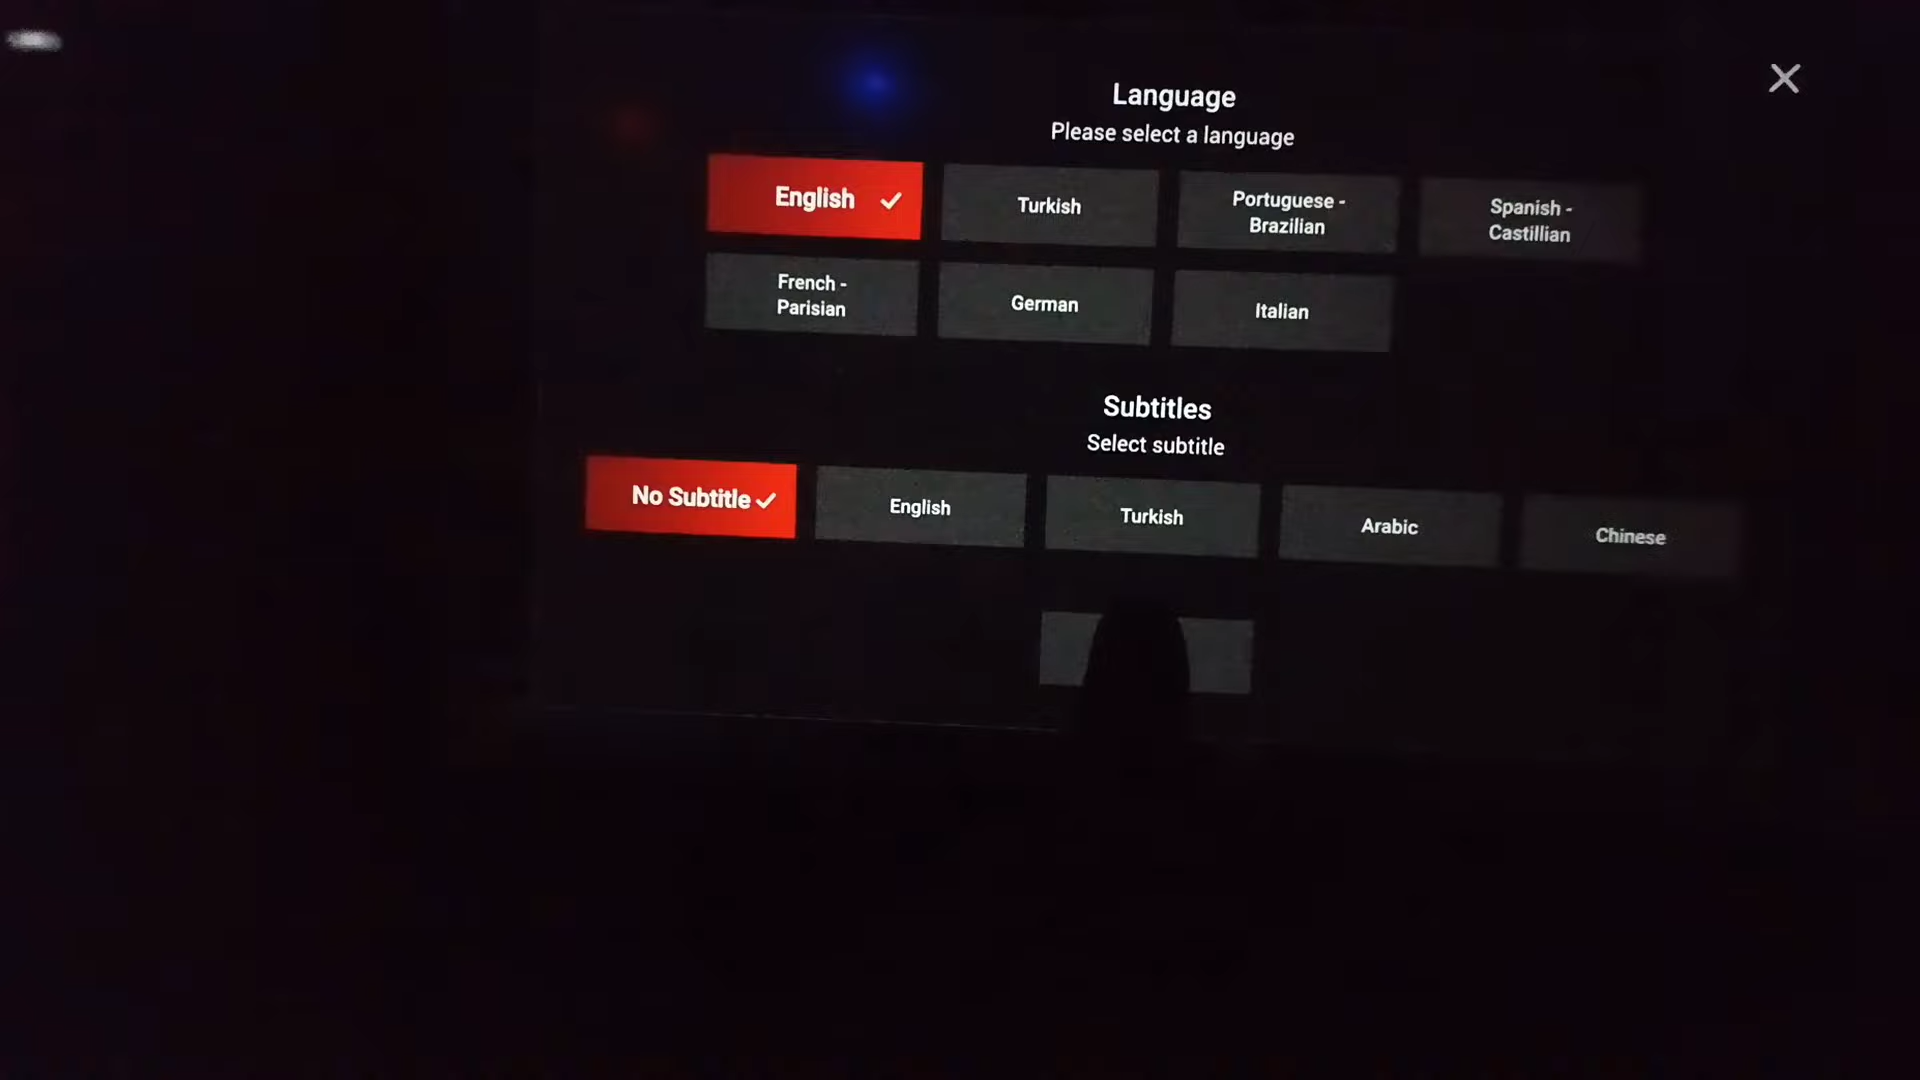 Language
Please select a language
English
Turkish
Portuguese -
Brazilian
Spanish -
Castillian
French -
Parisian
German
Italian
Subtitles
Select subtitle
No Subtitle
English
Turkish
Arabic
Chinese